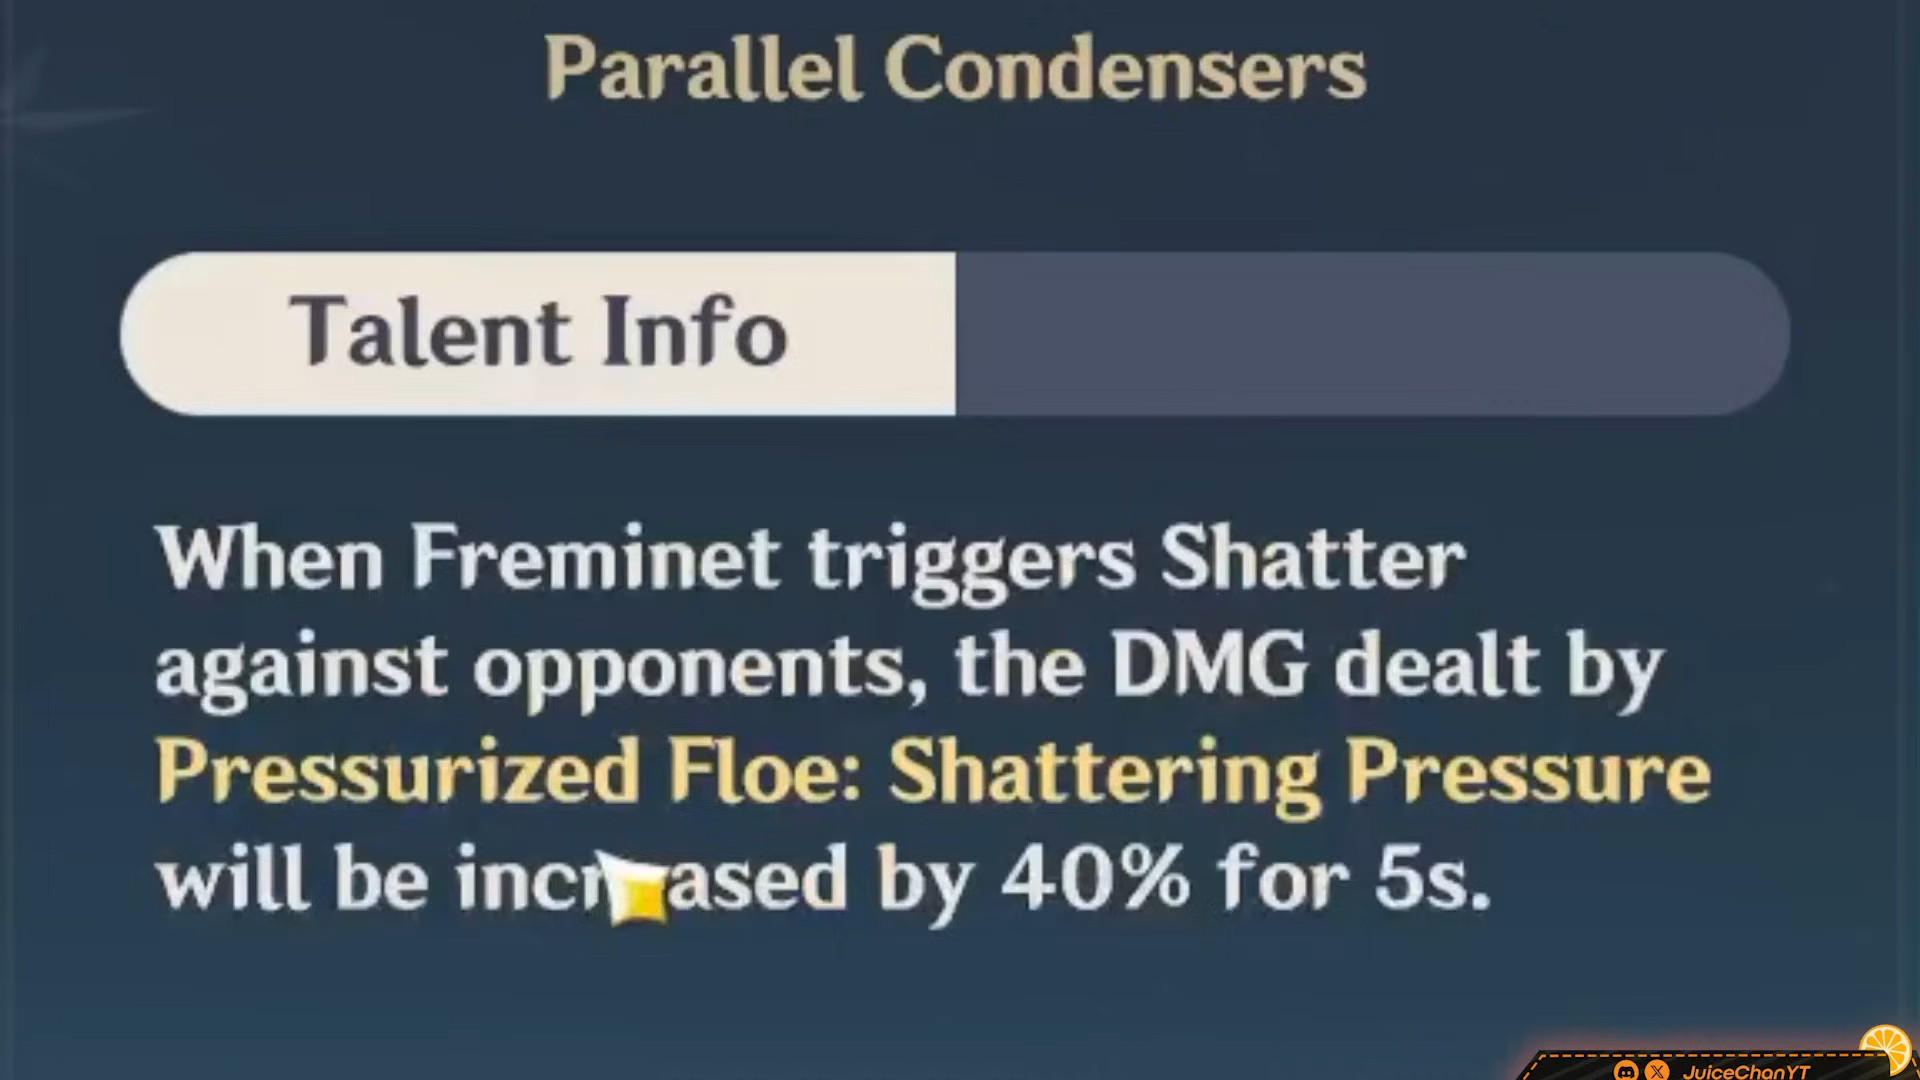 Parallel Condensers
Talent Info
When Freminet triggers Shatter
against opponents, the DMG dealt by
Pressurized Floe: Shattering Pressure
will be increased by 40% for 5s.
JuiceChanYT